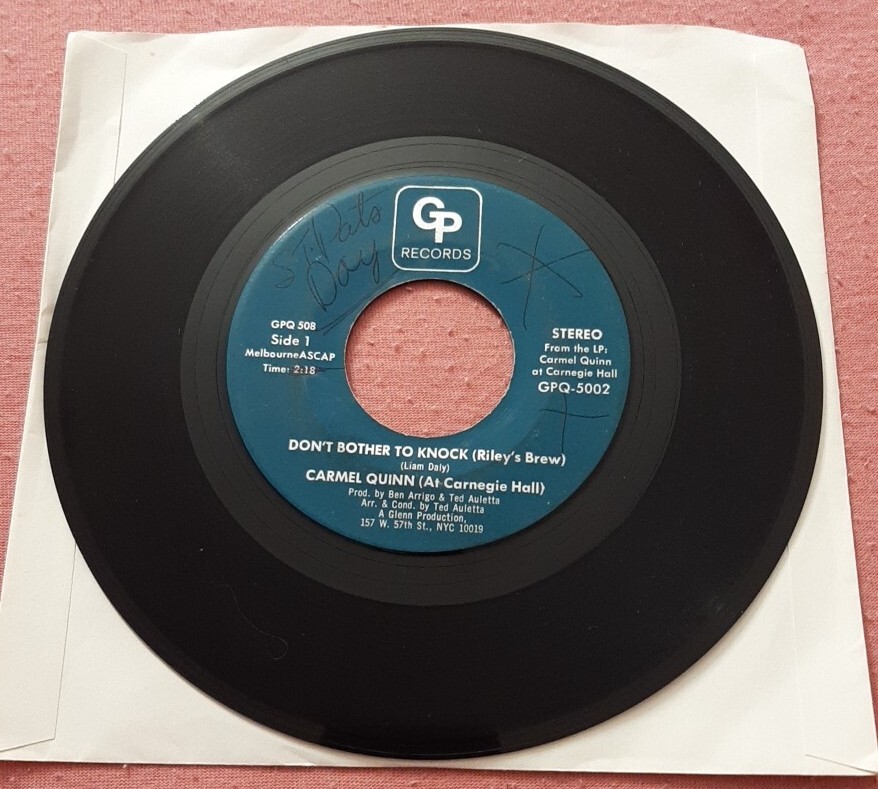 GP
RECORDS
St. Pats
Day
GPQ 508
Side 1
MelbourneASCAP
Time: 2:18
STEREO
From the LP:
Carmel Quinn
at Carnegie Hall
GPQ-5002
DON'T BOTHER TO KNOCK (Riley's Brew)
(Liam Daly)
CARMEL QUINN (At Carnegie Hall)
Prod. by Ben Arrigo & Ted Auletta
Arr. & Cond. by Ted Auletta
A Glenn Production,
157 W. 57th St., NYC 10019